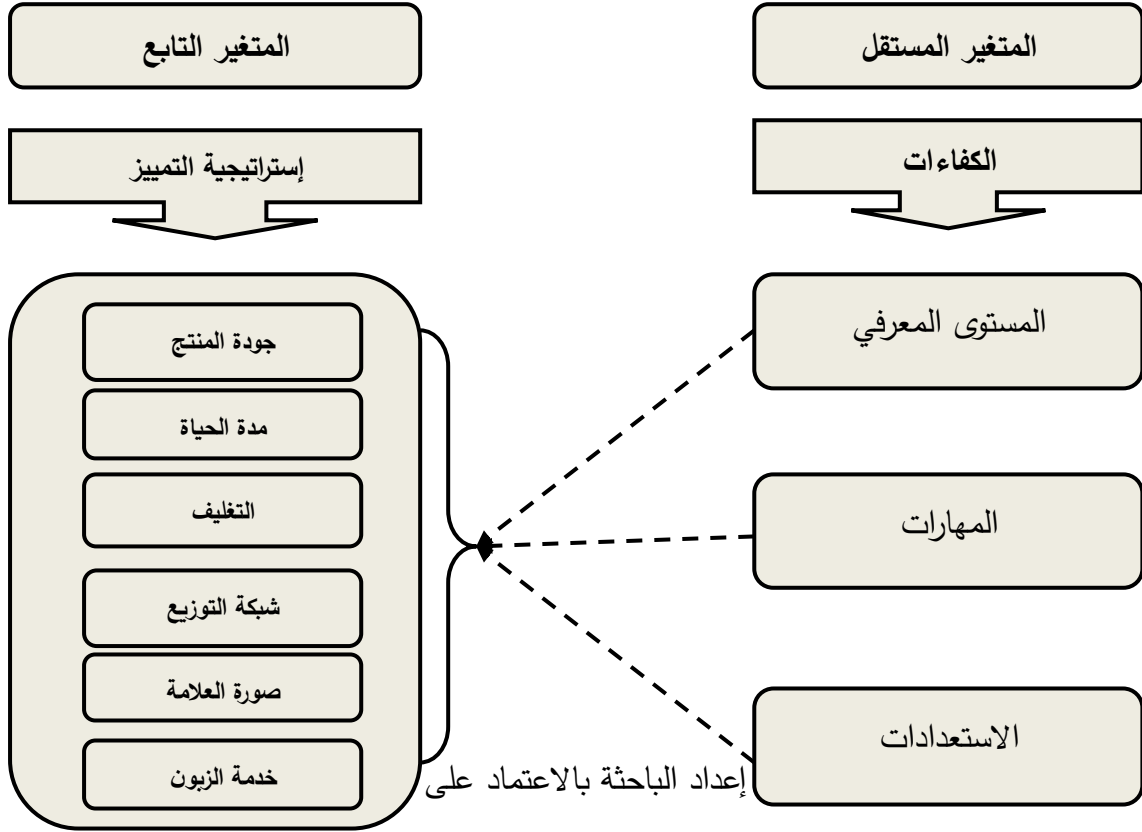 المتغير المستقل
المتغير التابع
الكفاءات
إستراتيجية التمييز
المستوى المعرفي
المهارات
الاستعدادات
جودة المنتج
مدة الحياة
التغليف
شبكة التوزيع
صورة العلامة
خدمة الزبون
إعداد الباحثة بالاعتماد على